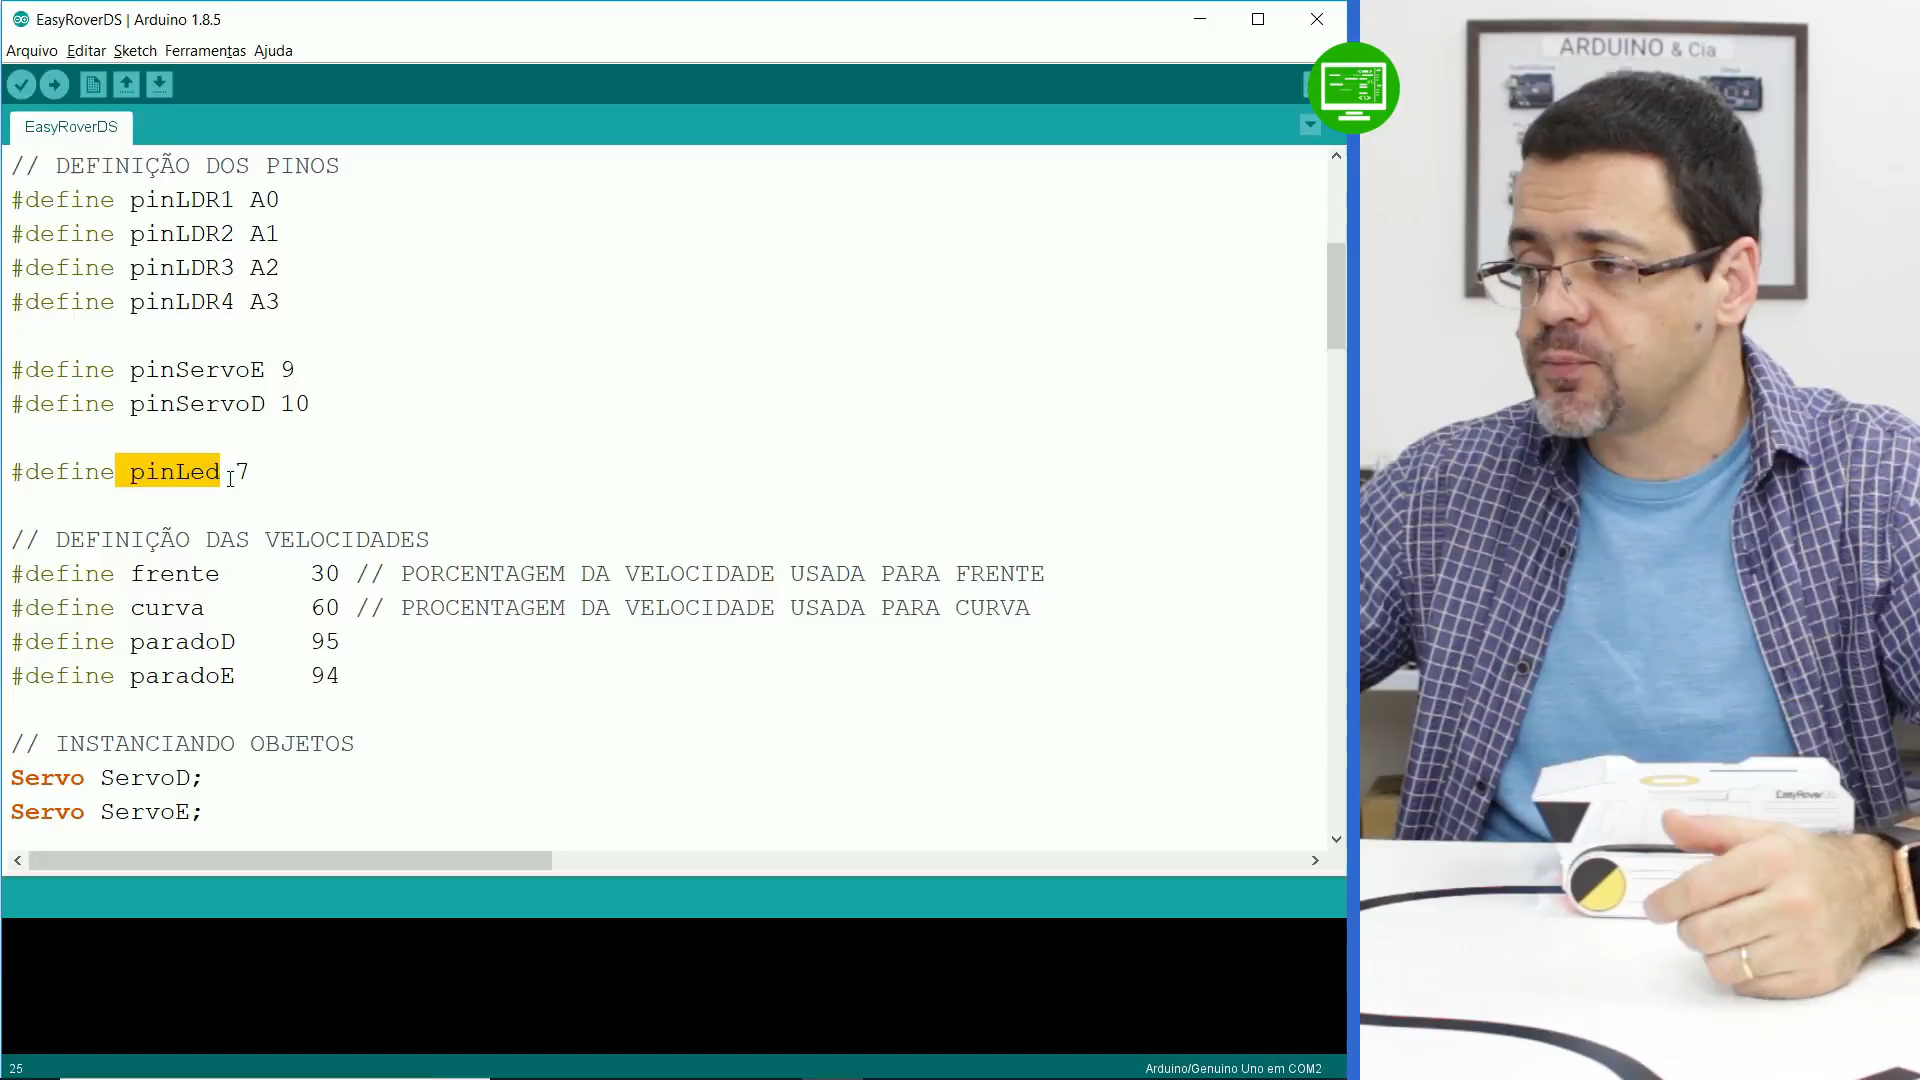 EasyRoverDS | Arduino 1.8.5
Arquivo Editar Sketch Ferramentas Ajuda
EasyRoverDS
// DEFINIÇÃO DOS PINOS
#define pinLDR1 A0
#define pinLDR2 A1
#define pinLDR3 A2
#define pinLDR4 A3
#define pinServoE 9
#define pinServoD 10
#define pinLed 7
// DEFINIÇÃO DAS VELOCIDADES
#define frente 30 // PORCENTAGEM DA VELOCIDADE USADA PARA FRENTE
#define curva 60 // PROCENTAGEM DA VELOCIDADE USADA PARA CURVA
#define paradoD 95
#define paradoE 94
// INSTANCIANDO OBJETOS
Servo ServoD;
Servo ServoE;
25
Arduino/Genuino Uno em COM2
ARDUINO & Cia
EasyRoverDS